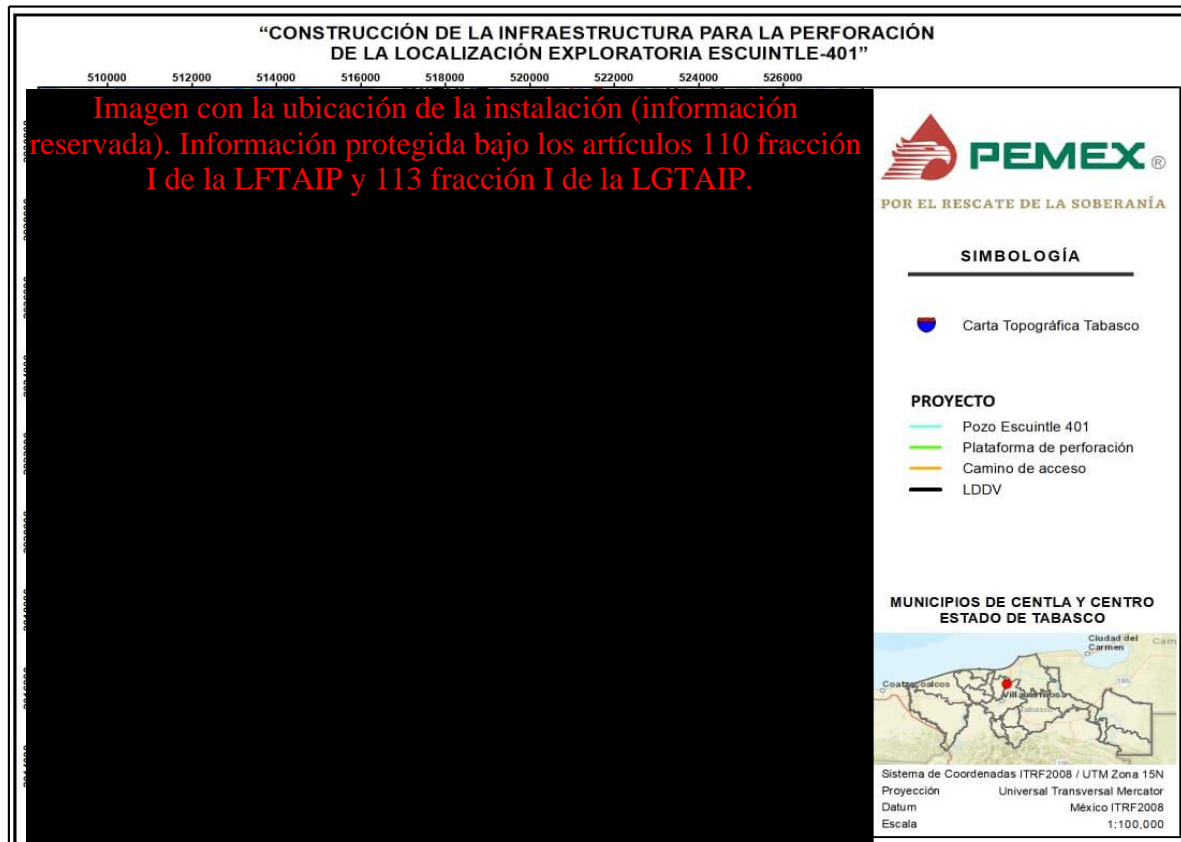 “CONSTRUCCIÓN DE LA INFRAESTRUCTURA PARA LA PERFORACIÓN
DE LA LOCALIZACIÓN EXPLORATORIA ESCUINTLE-401”
510000 512000 514000 516000 518000 520000 522000 524000 526000
Imagen con la ubicación de la instalación (información
reservada). Información protegida bajo los artículos 110 fracción
I de la LFTAIP y 113 fracción I de la LGTAIP.
PEMEX ®
POR EL RESCATE DE LA SOBERANÍA
SIMBOLOGÍA
Carta Topográfica Tabasco
PROYECTO
Pozo Escuintle 401
Plataforma de perforación
Camino de acceso
LDDV
MUNICIPIOS DE CENTLA Y CENTRO
ESTADO DE TABASCO
Ciudad del
Carmen
Cam
Coatzacoalcos
186
Villahermosa
Tabasco
Sistema de Coordenadas ITRF2008 / UTM Zona 15N
Proyección Universal Transversal Mercator
Datum México ITRF2008
Escala 1:100,000